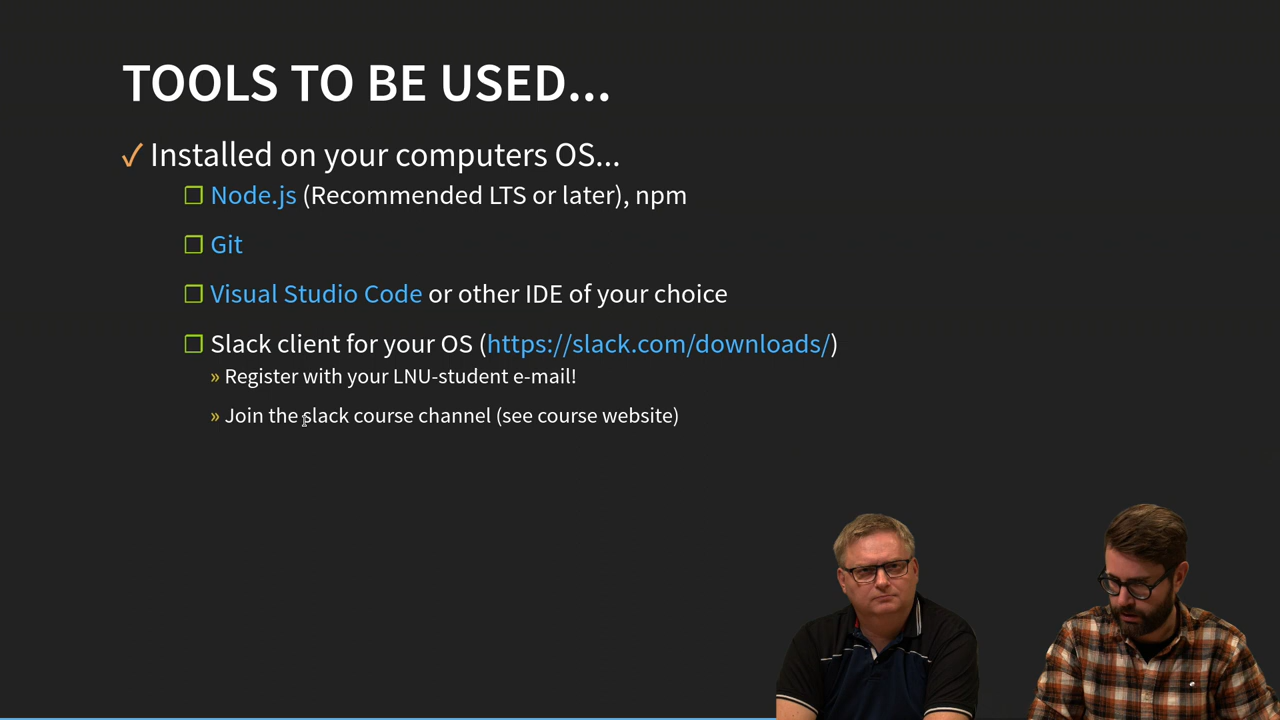 TOOLS TO BE USED...
✓ Installed on your computers OS...
❐ Node.js (Recommended LTS or later), npm
❐ Git
❐ Visual Studio Code or other IDE of your choice
❐ Slack client for your OS (https://slack.com/downloads/)
» Register with your LNU-student e-mail!
» Join the slack course channel (see course website)